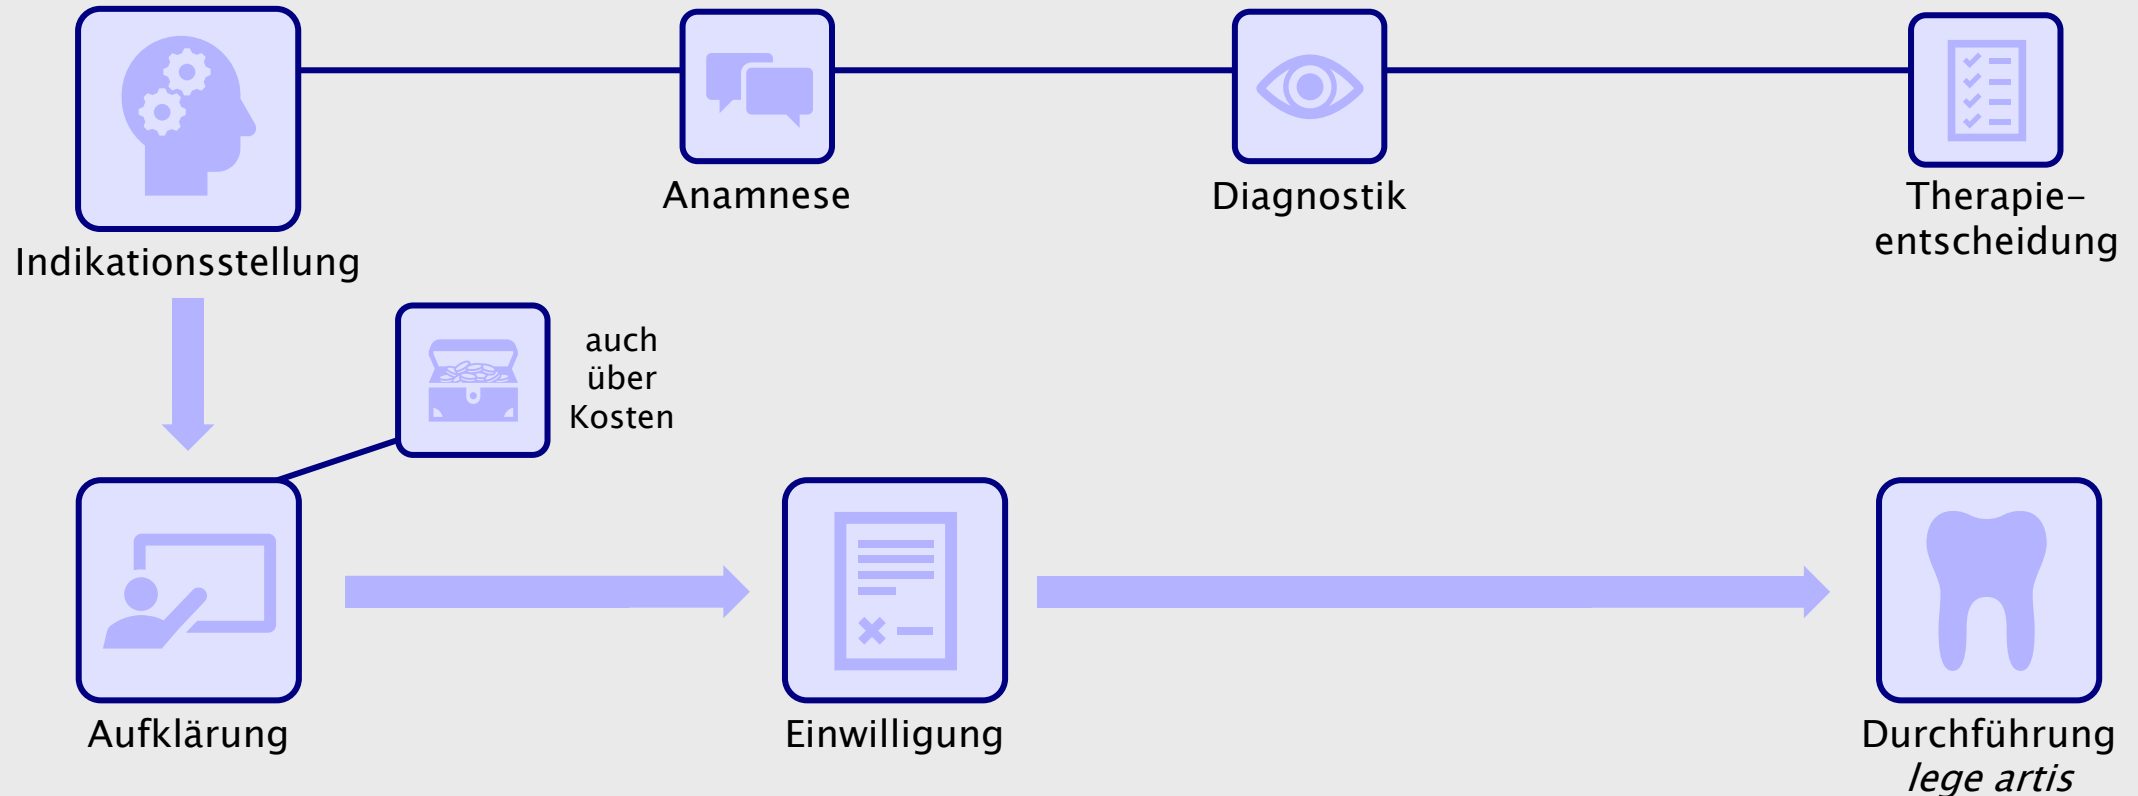 Indikationsstellung
Anamnese
Diagnostik
Therapie-
entscheidung
auch
über
Kosten
Aufklärung
Einwilligung
Durchführung
lege artis